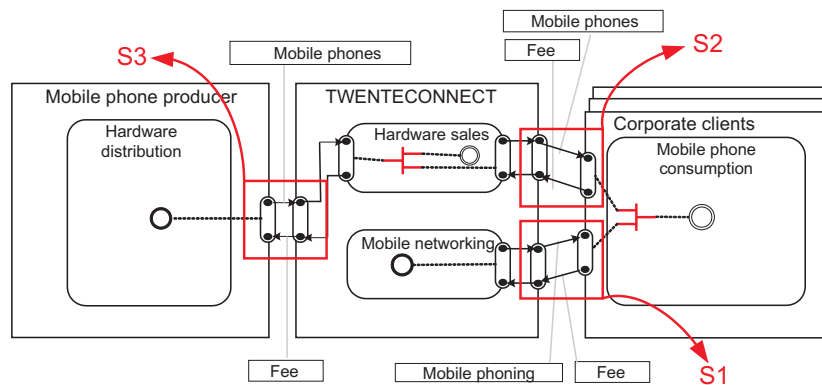 Mobile phones
S2
S3
Mobile phones
Fee
Mobile phone producer
TWENTECONNECT
Corporate clients
Hardware
distribution
Hardware sales
Mobile phone
consumption
Mobile networking
Fee
Mobile phoning
Fee
S1